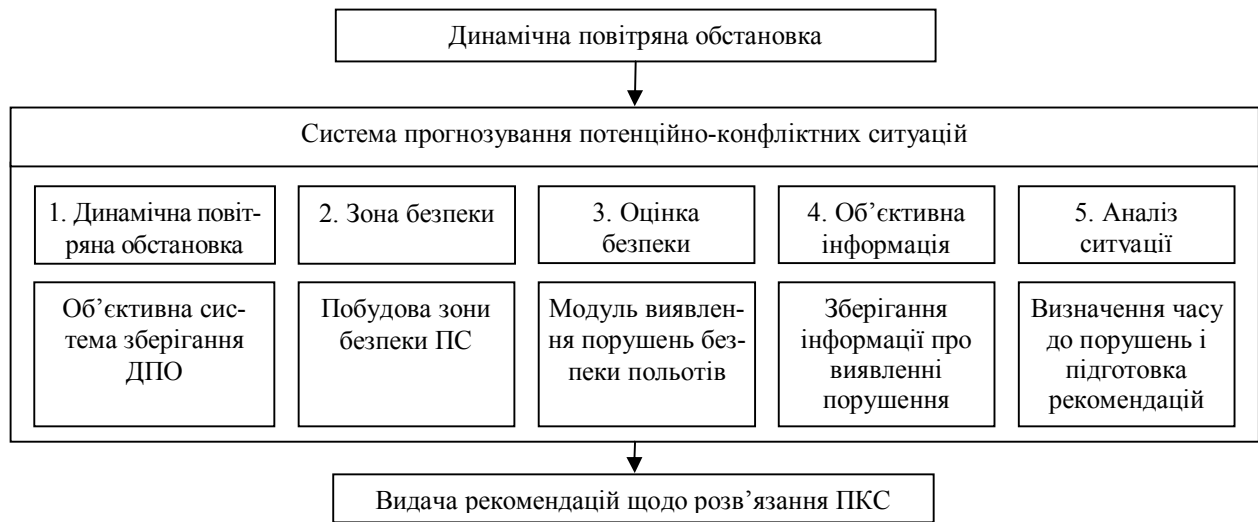 Динамічна повітряна обстановка
Система прогнозування потенційно-конфліктних ситуацій
1. Динамічна повіт-
ряна обстановка
2. Зона безпеки
3. Оцінка
безпеки
4. Об’єктивна
інформація
5. Аналіз
ситуації
Об’єктивна сис-
тема зберігання
ДПО
Побудова зони
безпеки ПС
Модуль виявлен-
ня порушень без-
пеки польотів
Зберігання
інформації про
виявленні
порушення
Визначення часу
до порушень і
підготовка
рекомендацій
Видача рекомендацій щодо розв’язання ПКС